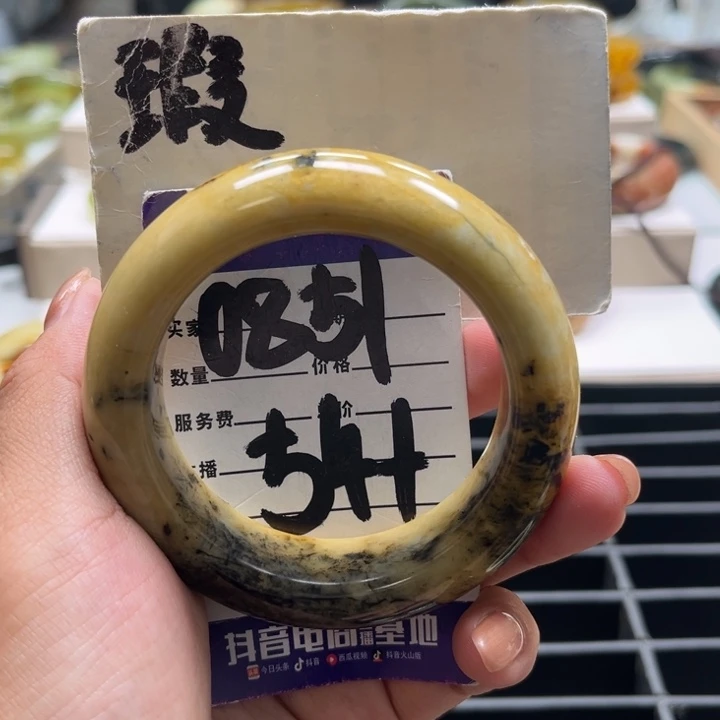 瑕
0851
买家
数量 价格
服务费 价
播
544
抖音电商直播基地
今日头条 抖音 西瓜视频 抖音火山版